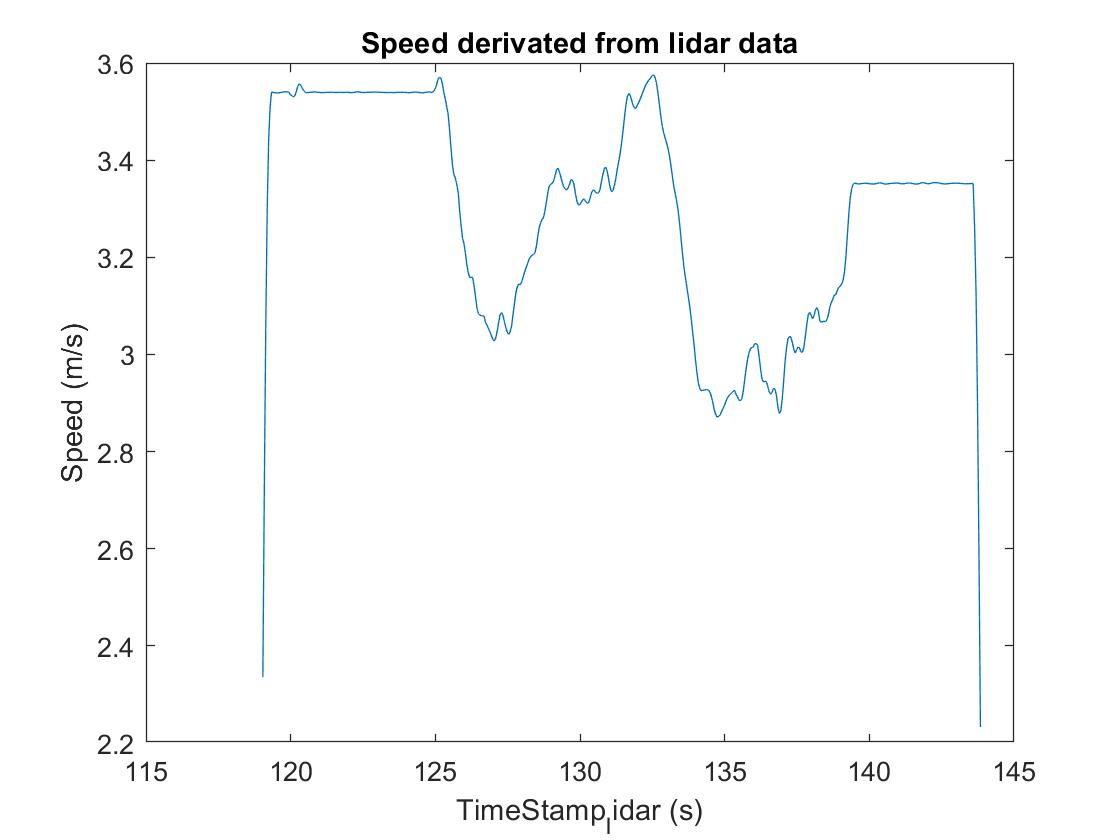 Speed derivated from lidar data
3.6
3.4
3.2
3
2.8
2.6
2.4
2.2
Speed (m/s)
115 120 125 130 135 140 145
TimeStamp_lidar (s)